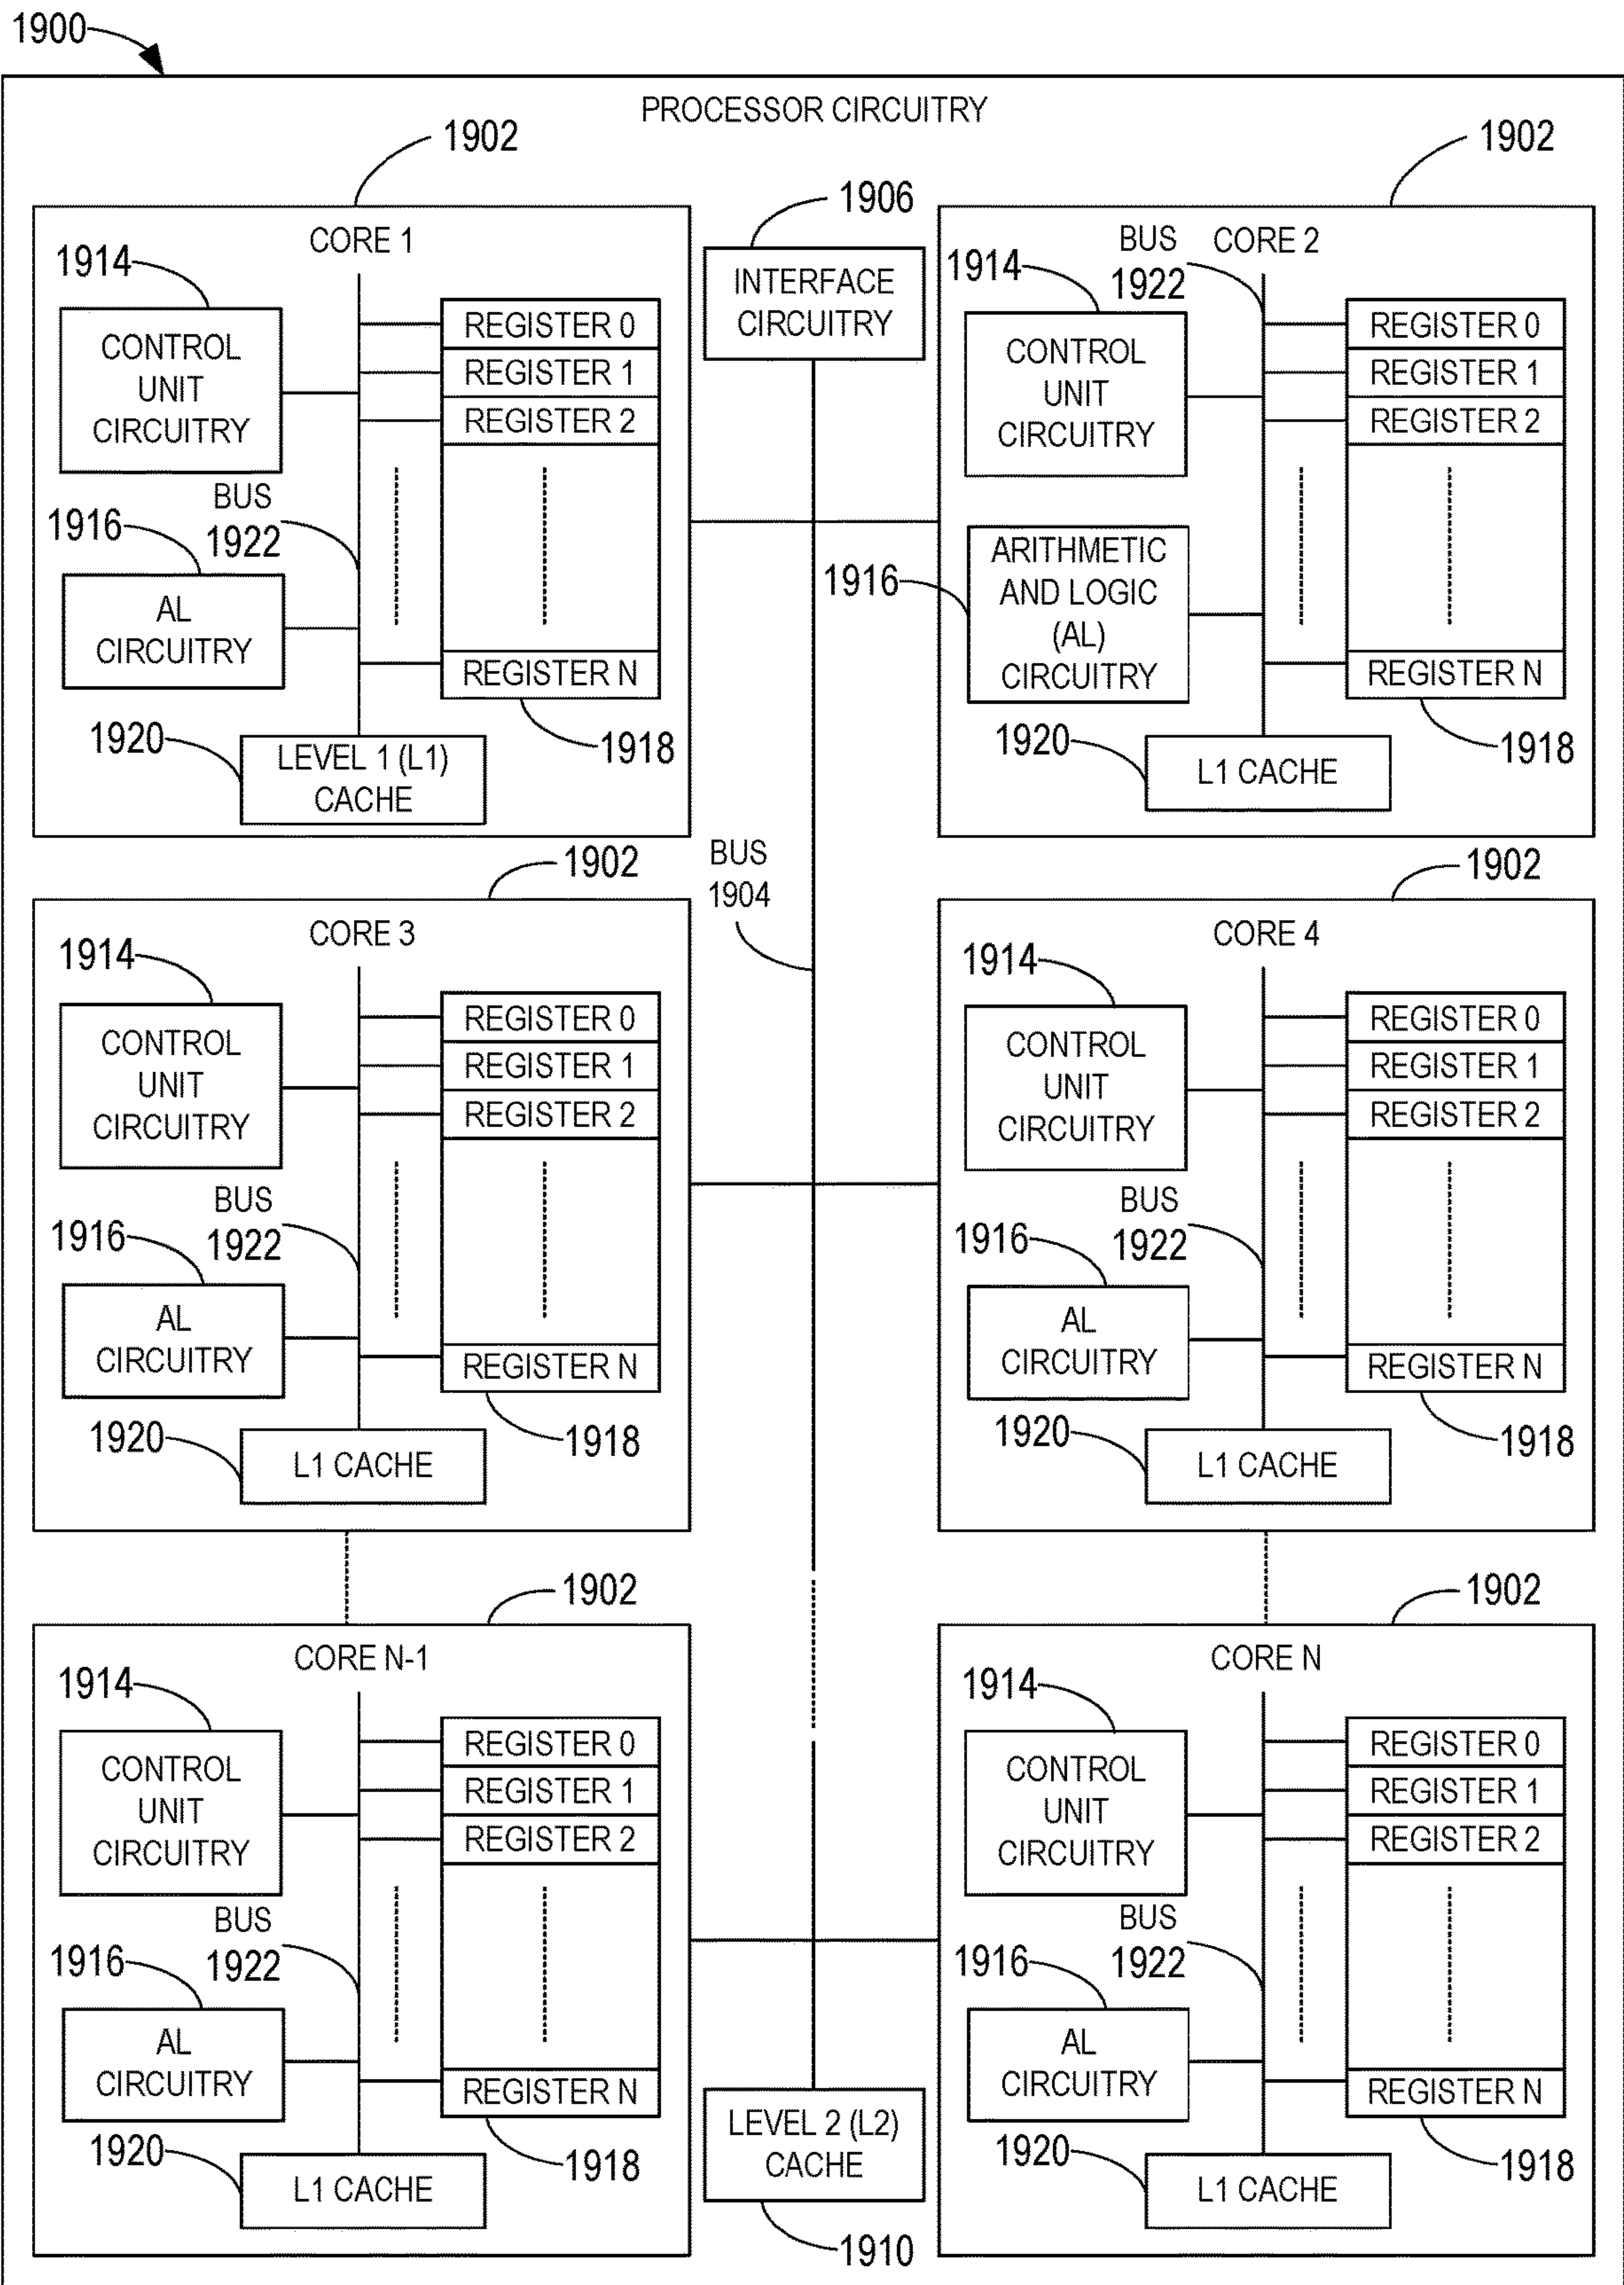 1900
PROCESSOR CIRCUITRY
1902
CORE 1
1914
CONTROL
UNIT
CIRCUITRY
REGISTER 0
REGISTER 1
REGISTER 2
BUS
1922
1916
AL
CIRCUITRY
REGISTER N
1918
1920
LEVEL 1 (L1)
CACHE
1906
INTERFACE
CIRCUITRY
1902
BUS
1922
CORE 2
1914
CONTROL
UNIT
CIRCUITRY
REGISTER 0
REGISTER 1
REGISTER 2
1916
ARITHMETIC
AND LOGIC
(AL)
CIRCUITRY
REGISTER N
1918
1920
L1 CACHE
BUS
1904
1902
CORE 3
1914
CONTROL
UNIT
CIRCUITRY
REGISTER 0
REGISTER 1
REGISTER 2
BUS
1922
1916
AL
CIRCUITRY
REGISTER N
1918
1920
L1 CACHE
1902
CORE 4
1914
CONTROL
UNIT
CIRCUITRY
REGISTER 0
REGISTER 1
REGISTER 2
BUS
1922
1916
AL
CIRCUITRY
REGISTER N
1918
1920
L1 CACHE
1902
CORE N-1
1914
CONTROL
UNIT
CIRCUITRY
REGISTER 0
REGISTER 1
REGISTER 2
BUS
1922
1916
AL
CIRCUITRY
REGISTER N
1918
1920
L1 CACHE
LEVEL 2 (L2)
CACHE
1910
1902
CORE N
1914
CONTROL
UNIT
CIRCUITRY
REGISTER 0
REGISTER 1
REGISTER 2
BUS
1922
1916
AL
CIRCUITRY
REGISTER N
1918
1920
L1 CACHE